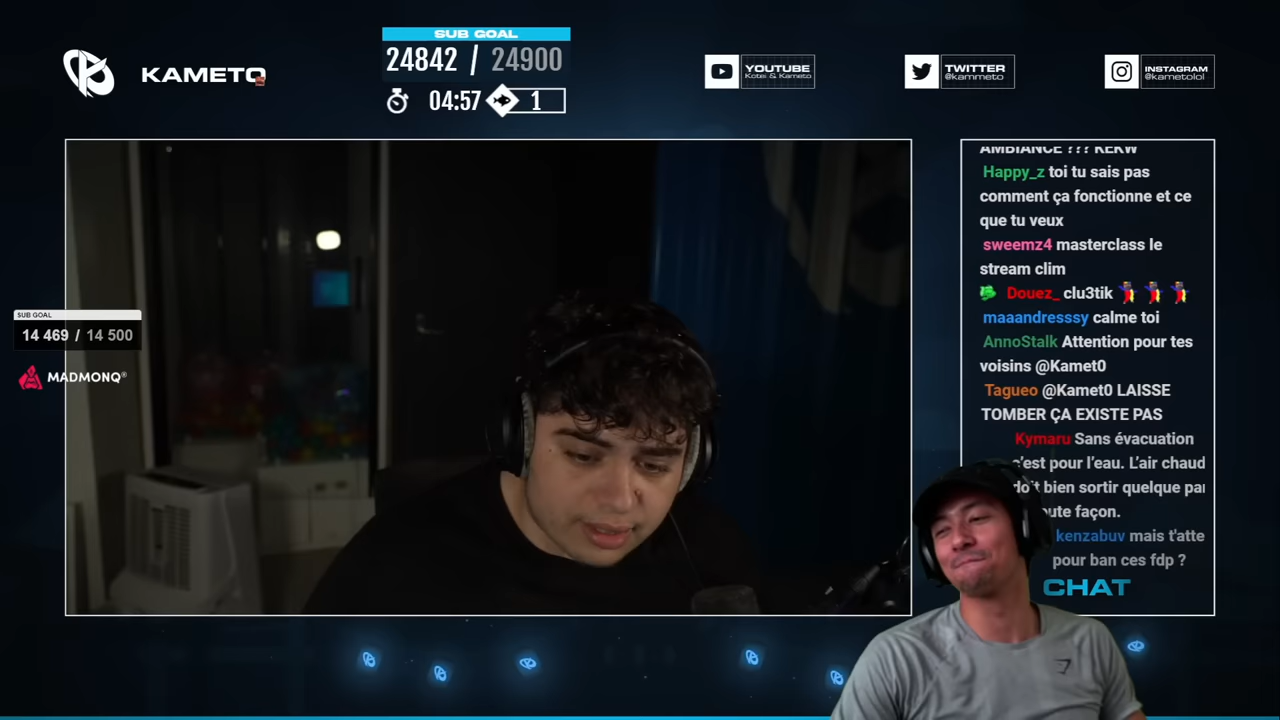 KAMETO
SUB GOAL
24842 / 24900
04:57
1
YOUTUBE
Kotei & Kameto
TWITTER
@kammeto
INSTAGRAM
@kametolol
SUB GOAL
14 469 / 14 500
MADMONQ®
AMBIANCE ??? KEKW
Happy_z toi tu sais pas
comment ça fonctionne et ce
que tu veux
sweemz4 masterclass le
stream clim
Douez_ clu3tik
maaandresssy calme toi
AnnoStalk Attention pour tes
voisins @Kamet0
Tagueo @Kamet0 LAISSE
TOMBER ÇA EXISTE PAS
Kymaru Sans évacuation
c'est pour l'eau. L'air chaud
doit bien sortir quelque par
oute façon.
kenzabuv mais t'atte
pour ban ces fdp ?
CHAT